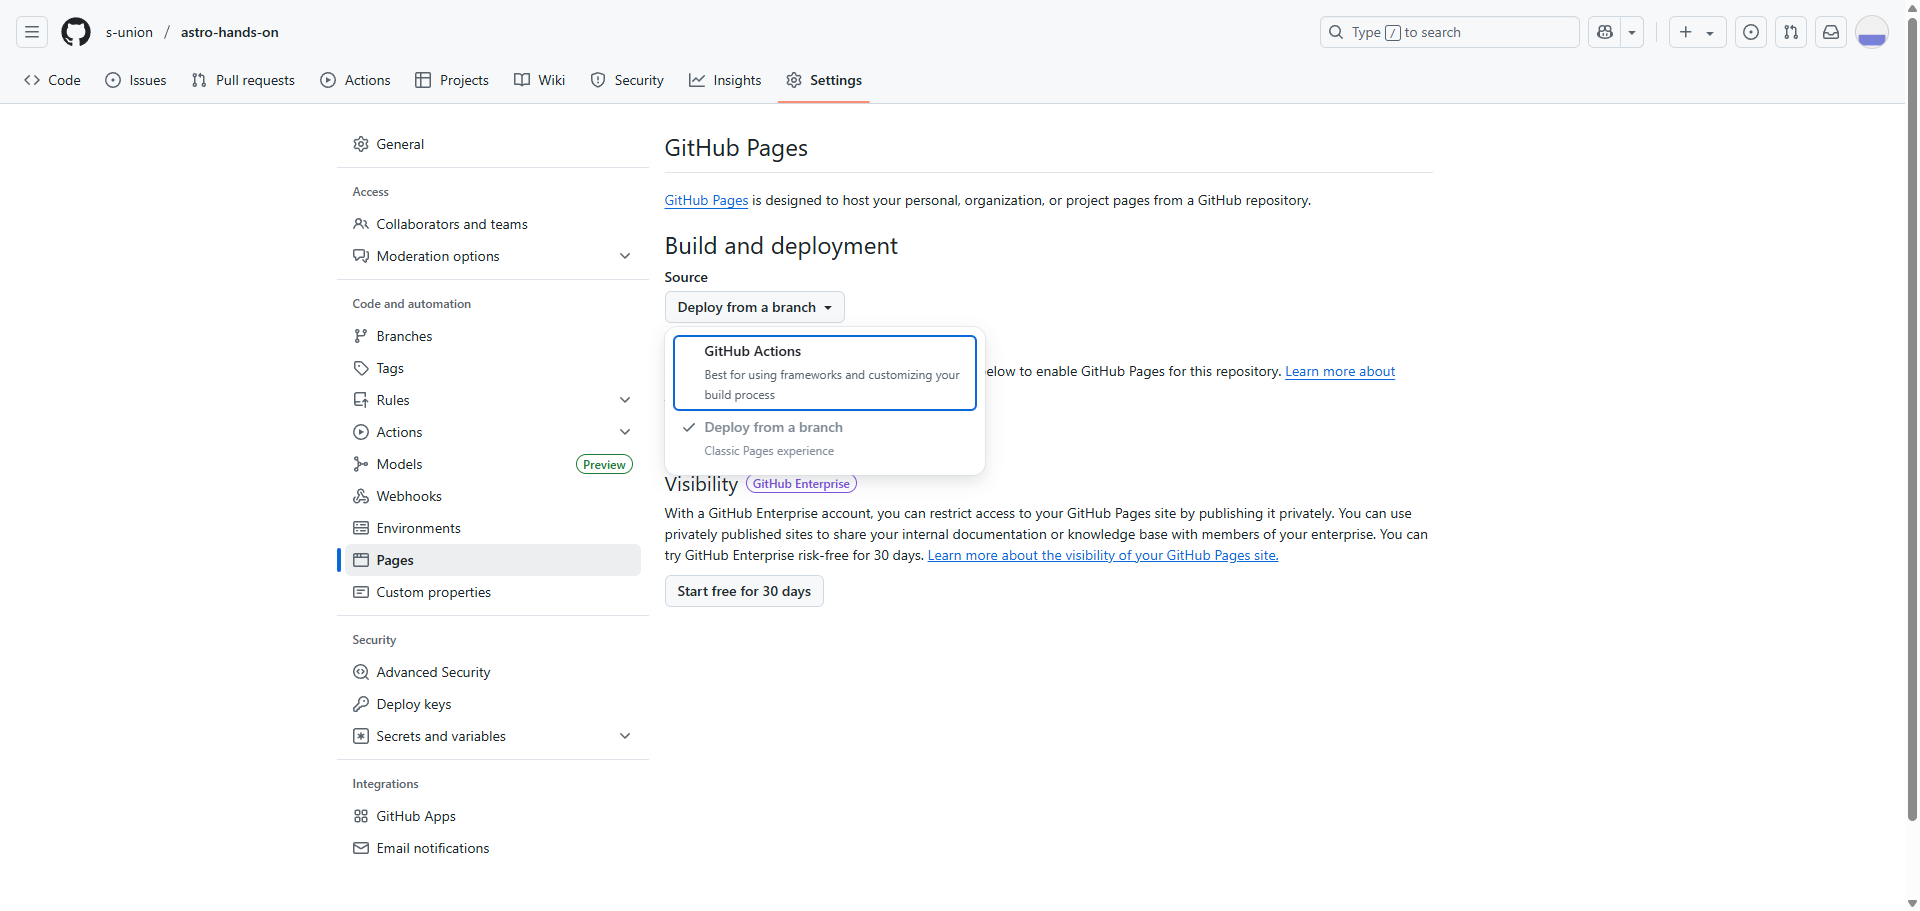 s-union / astro-hands-on
Type / to search
Code Issues Pull requests Actions Projects Wiki Security Insights Settings
General
Access
Collaborators and teams
Moderation options
Code and automation
Branches
Tags
Rules
Actions
Models Preview
Webhooks
Environments
Pages
Custom properties
Security
Advanced Security
Deploy keys
Secrets and variables
Integrations
GitHub Apps
Email notifications
GitHub Pages
GitHub Pages is designed to host your personal, organization, or project pages from a GitHub repository.
Build and deployment
Source
Deploy from a branch
GitHub Actions
Best for using frameworks and customizing your
build process
Deploy from a branch
Classic Pages experience
to enable GitHub Pages for this repository. Learn more about
Visibility GitHub Enterprise
With a GitHub Enterprise account, you can restrict access to your GitHub Pages site by publishing it privately. You can use
privately published sites to share your internal documentation or knowledge base with members of your enterprise. You can
try GitHub Enterprise risk-free for 30 days. Learn more about the visibility of your GitHub Pages site.
Start free for 30 days